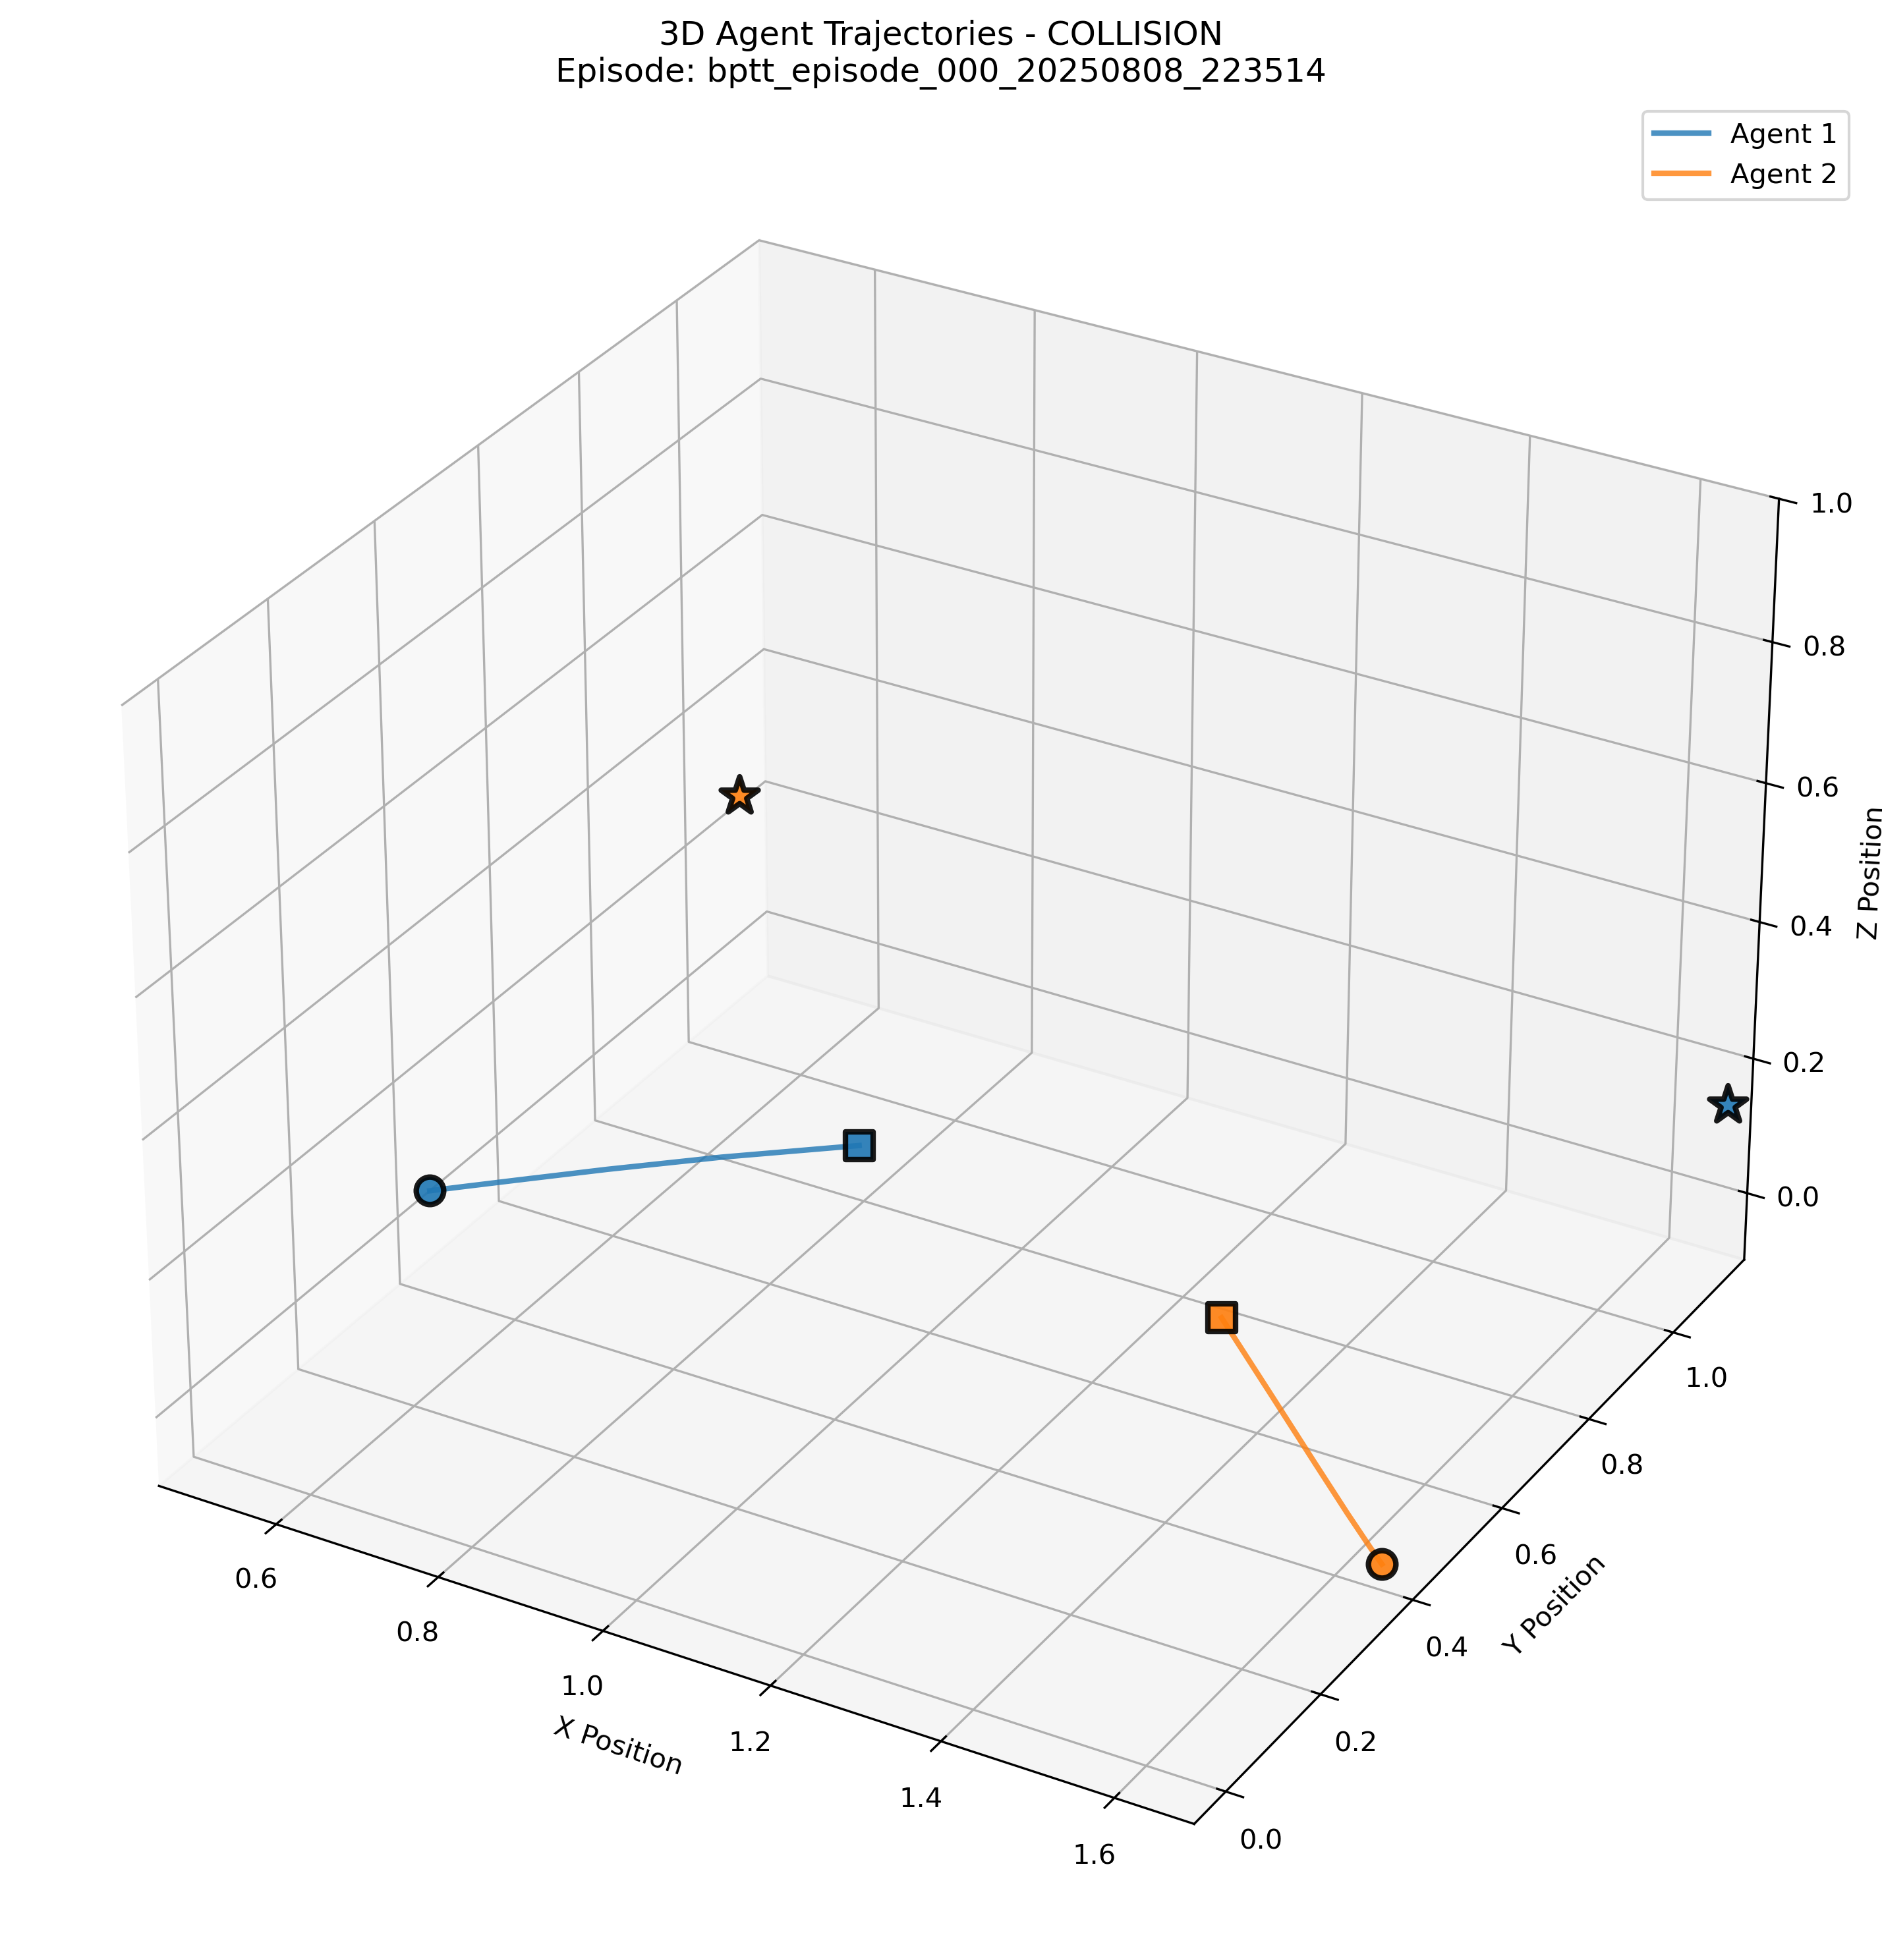 3D Agent Trajectories - COLLISION
Episode: bptt_episode_000_20250808_223514
Agent 1
Agent 2
1.0
0.8
0.6
0.4
0.2
0.0
Z Position
1.0
0.8
0.6
0.4
0.2
0.0
Y Position
0.6
0.8
1.0
1.2
1.4
1.6
X Position